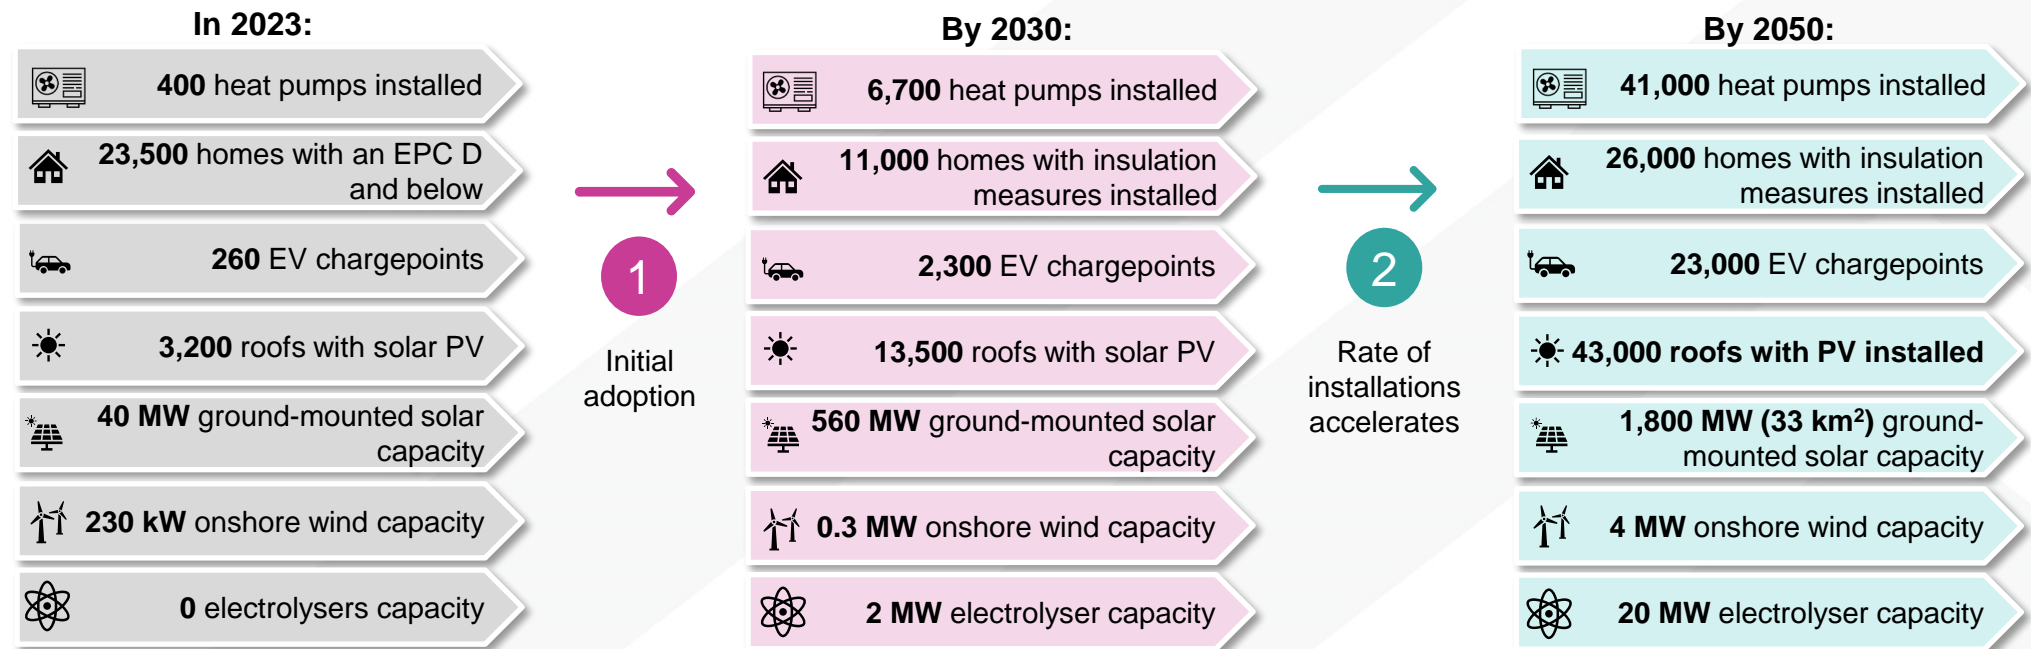 In 2023:
400 heat pumps installed
23,500 homes with an EPC D
and below
260 EV chargepoints
3,200 roofs with solar PV
40 MW ground-mounted solar
capacity
230 kW onshore wind capacity
0 electrolysers capacity
1
Initial
adoption
By 2030:
6,700 heat pumps installed
11,000 homes with insulation
measures installed
2,300 EV chargepoints
13,500 roofs with solar PV
560 MW ground-mounted solar
capacity
0.3 MW onshore wind capacity
2 MW electrolyser capacity
2
Rate of
installations
accelerates
By 2050:
41,000 heat pumps installed
26,000 homes with insulation
measures installed
23,000 EV chargepoints
43,000 roofs with PV installed
1,800 MW (33 km²) ground-
mounted solar capacity
4 MW onshore wind capacity
20 MW electrolyser capacity